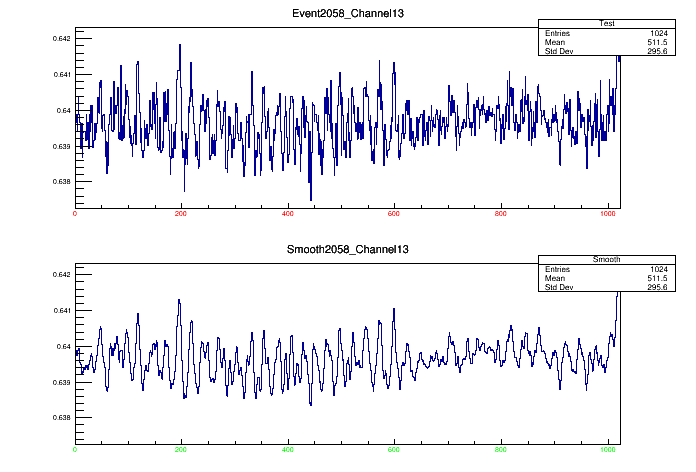 Event2058_Channel13
Test
Entries 1024
Mean 511.5
Std Dev 295.6
0.642
0.641
0.64
0.639
0.638
0 200 400 600 800 1000
Smooth2058_Channel13
Smooth
Entries 1024
Mean 511.5
Std Dev 295.6
0.642
0.641
0.64
0.639
0.638
0 200 400 600 800 1000